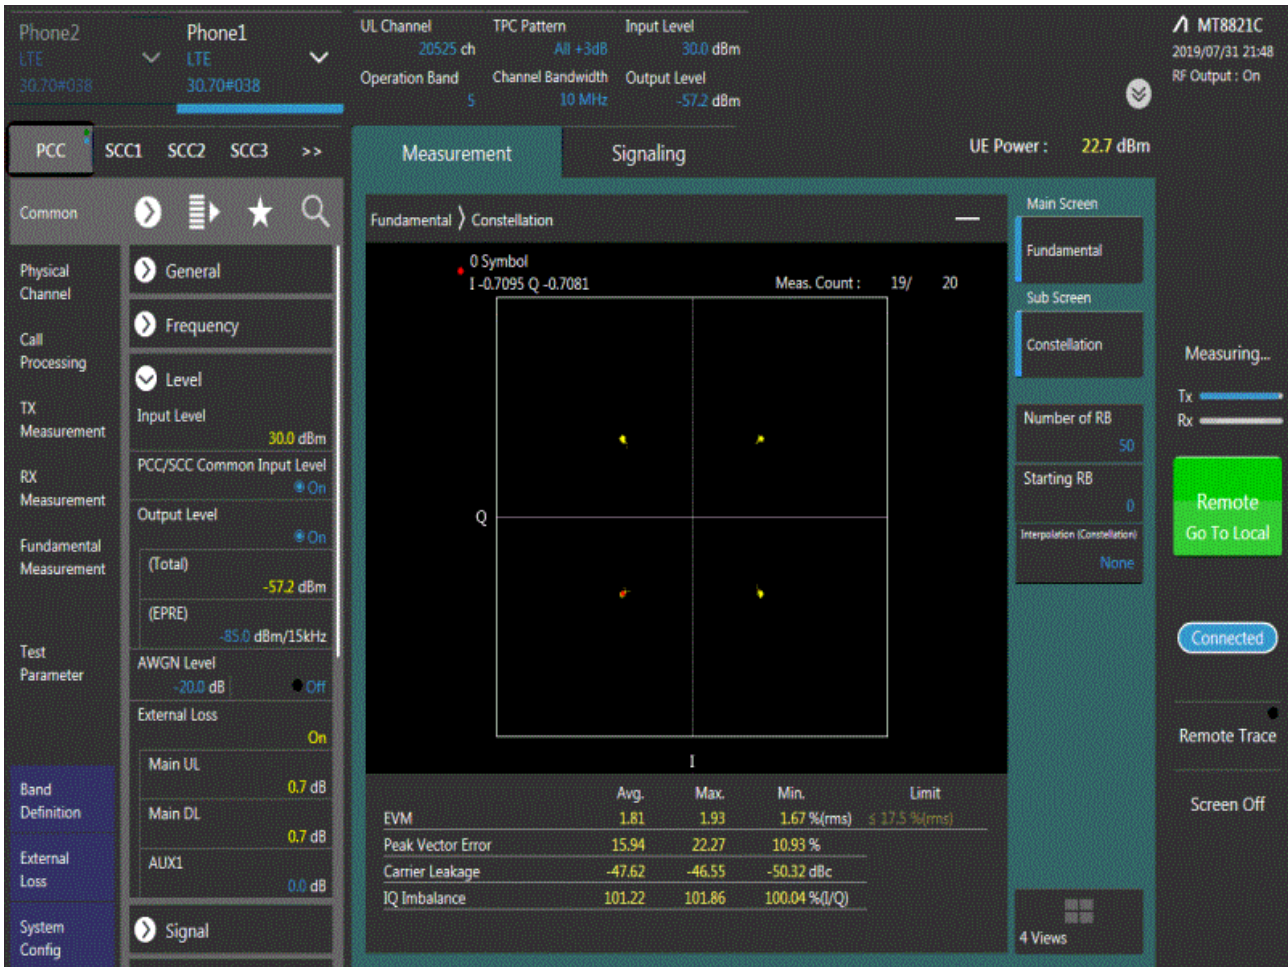 Phone2
LTE
30.70#038
Phone1
LTE
30.70#038
UL Channel
20525 ch
TPC Pattern
All +3dB
Input Level
30.0 dBm
Operation Band
5
Channel Bandwidth
10 MHz
Output Level
-57.2 dBm
MT8821C
2019/07/31 21:48
RF Output : On
PCC SCC1 SCC2 SCC3 >>
Measurement
Signaling
UE Power : 22.7 dBm
Common
Physical
Channel
Call
Processing
TX
Measurement
RX
Measurement
Fundamental
Measurement
Test
Parameter
Band
Definition
External
Loss
System
Config
General
Frequency
Level
Input Level
30.0 dBm
PCC/SCC Common Input Level
On
Output Level
On
(Total)
-57.2 dBm
(EPRE)
-85.0 dBm/15kHz
AWGN Level
-20.0 dB Off
External Loss
On
Main UL
0.7 dB
Main DL
0.7 dB
AUX1
0.0 dB
Signal
Fundamental ⟩ Constellation
0 Symbol
I -0.7095 Q -0.7081
Meas. Count : 19/ 20
Q
I
Avg. Max. Min. Limit
EVM 1.81 1.93 1.67 %(rms) ≤ 17.5 %(rms)
Peak Vector Error 15.94 22.27 10.93 %
Carrier Leakage -47.62 -46.55 -50.32 dBc
IQ Imbalance 101.22 101.86 100.04 %(I/Q)
Main Screen
Fundamental
Sub Screen
Constellation
Number of RB
50
Starting RB
0
Interpolation (Constellation)
None
4 Views
Measuring...
Tx
Rx
Remote
Go To Local
Connected
Remote Trace
Screen Off